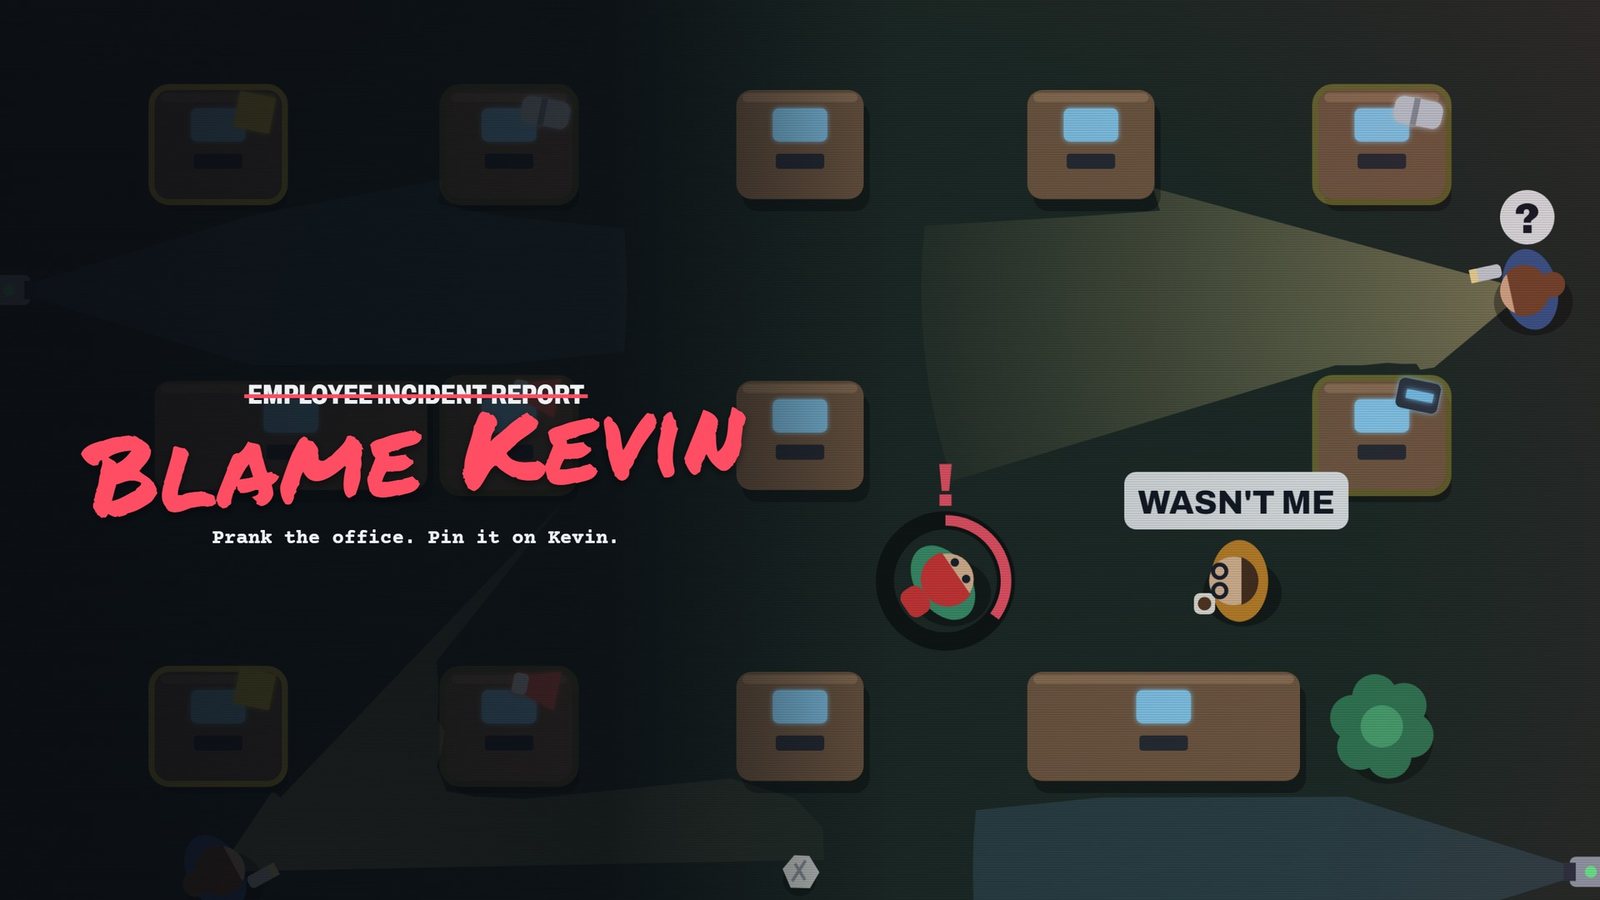 ?
EMPLOYEE INCIDENT REPORT
BLAME KEVIN
Prank the office. Pin it on Kevin.
!
WASN'T ME
X